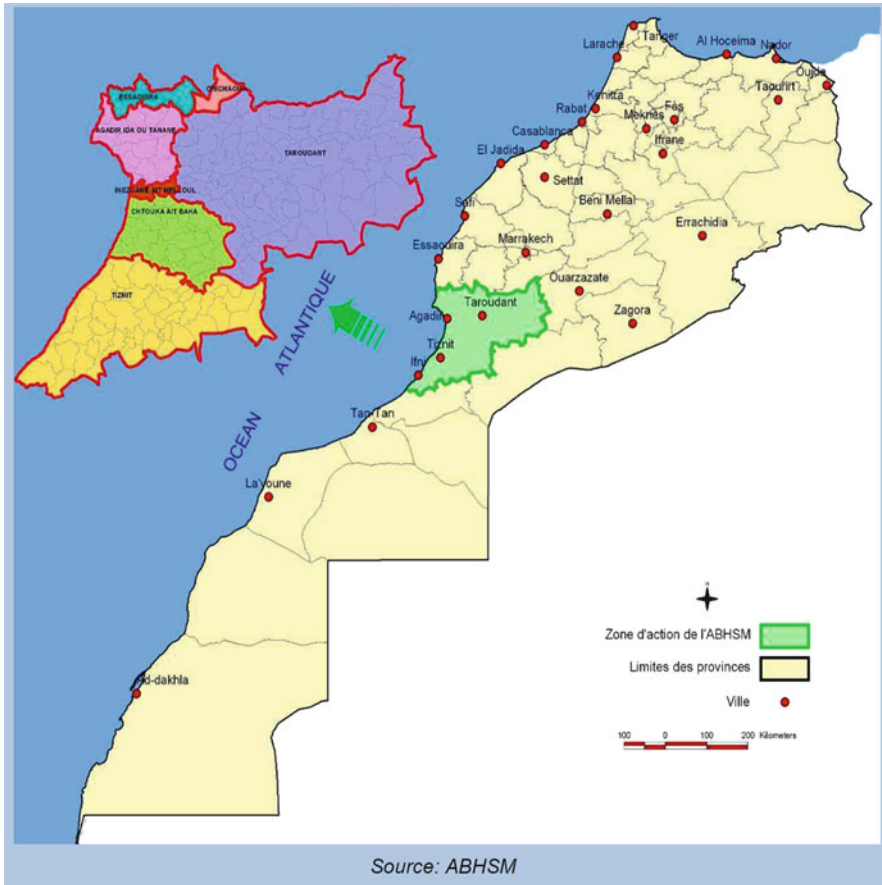 ESSAOUIRA
CHICHAOUA
AGADIR IDA OU TANANE
TAROUDANT
INEZGANE AIT MELLOUL
CHTOUKA AIT BAHA
TIZNIT
OCEAN ATLANTIQUE
Tanger
Larache
Al Hoceima
Nador
Oujda
Taourirt
Kenitra
Rabat
Fès
Meknès
Casablanca
Ifrane
El Jadida
Settat
Safi
Beni Mellal
Errachidia
Essaouira
Marrakech
Ouarzazate
Agadir
Taroudant
Zagora
Tiznit
Ifni
Tan-Tan
La'youne
Ad-dakhla
N
Zone d'action de l'ABHSM
Limites des provinces
Ville
100 0 100 200 Kilometers
Source: ABHSM